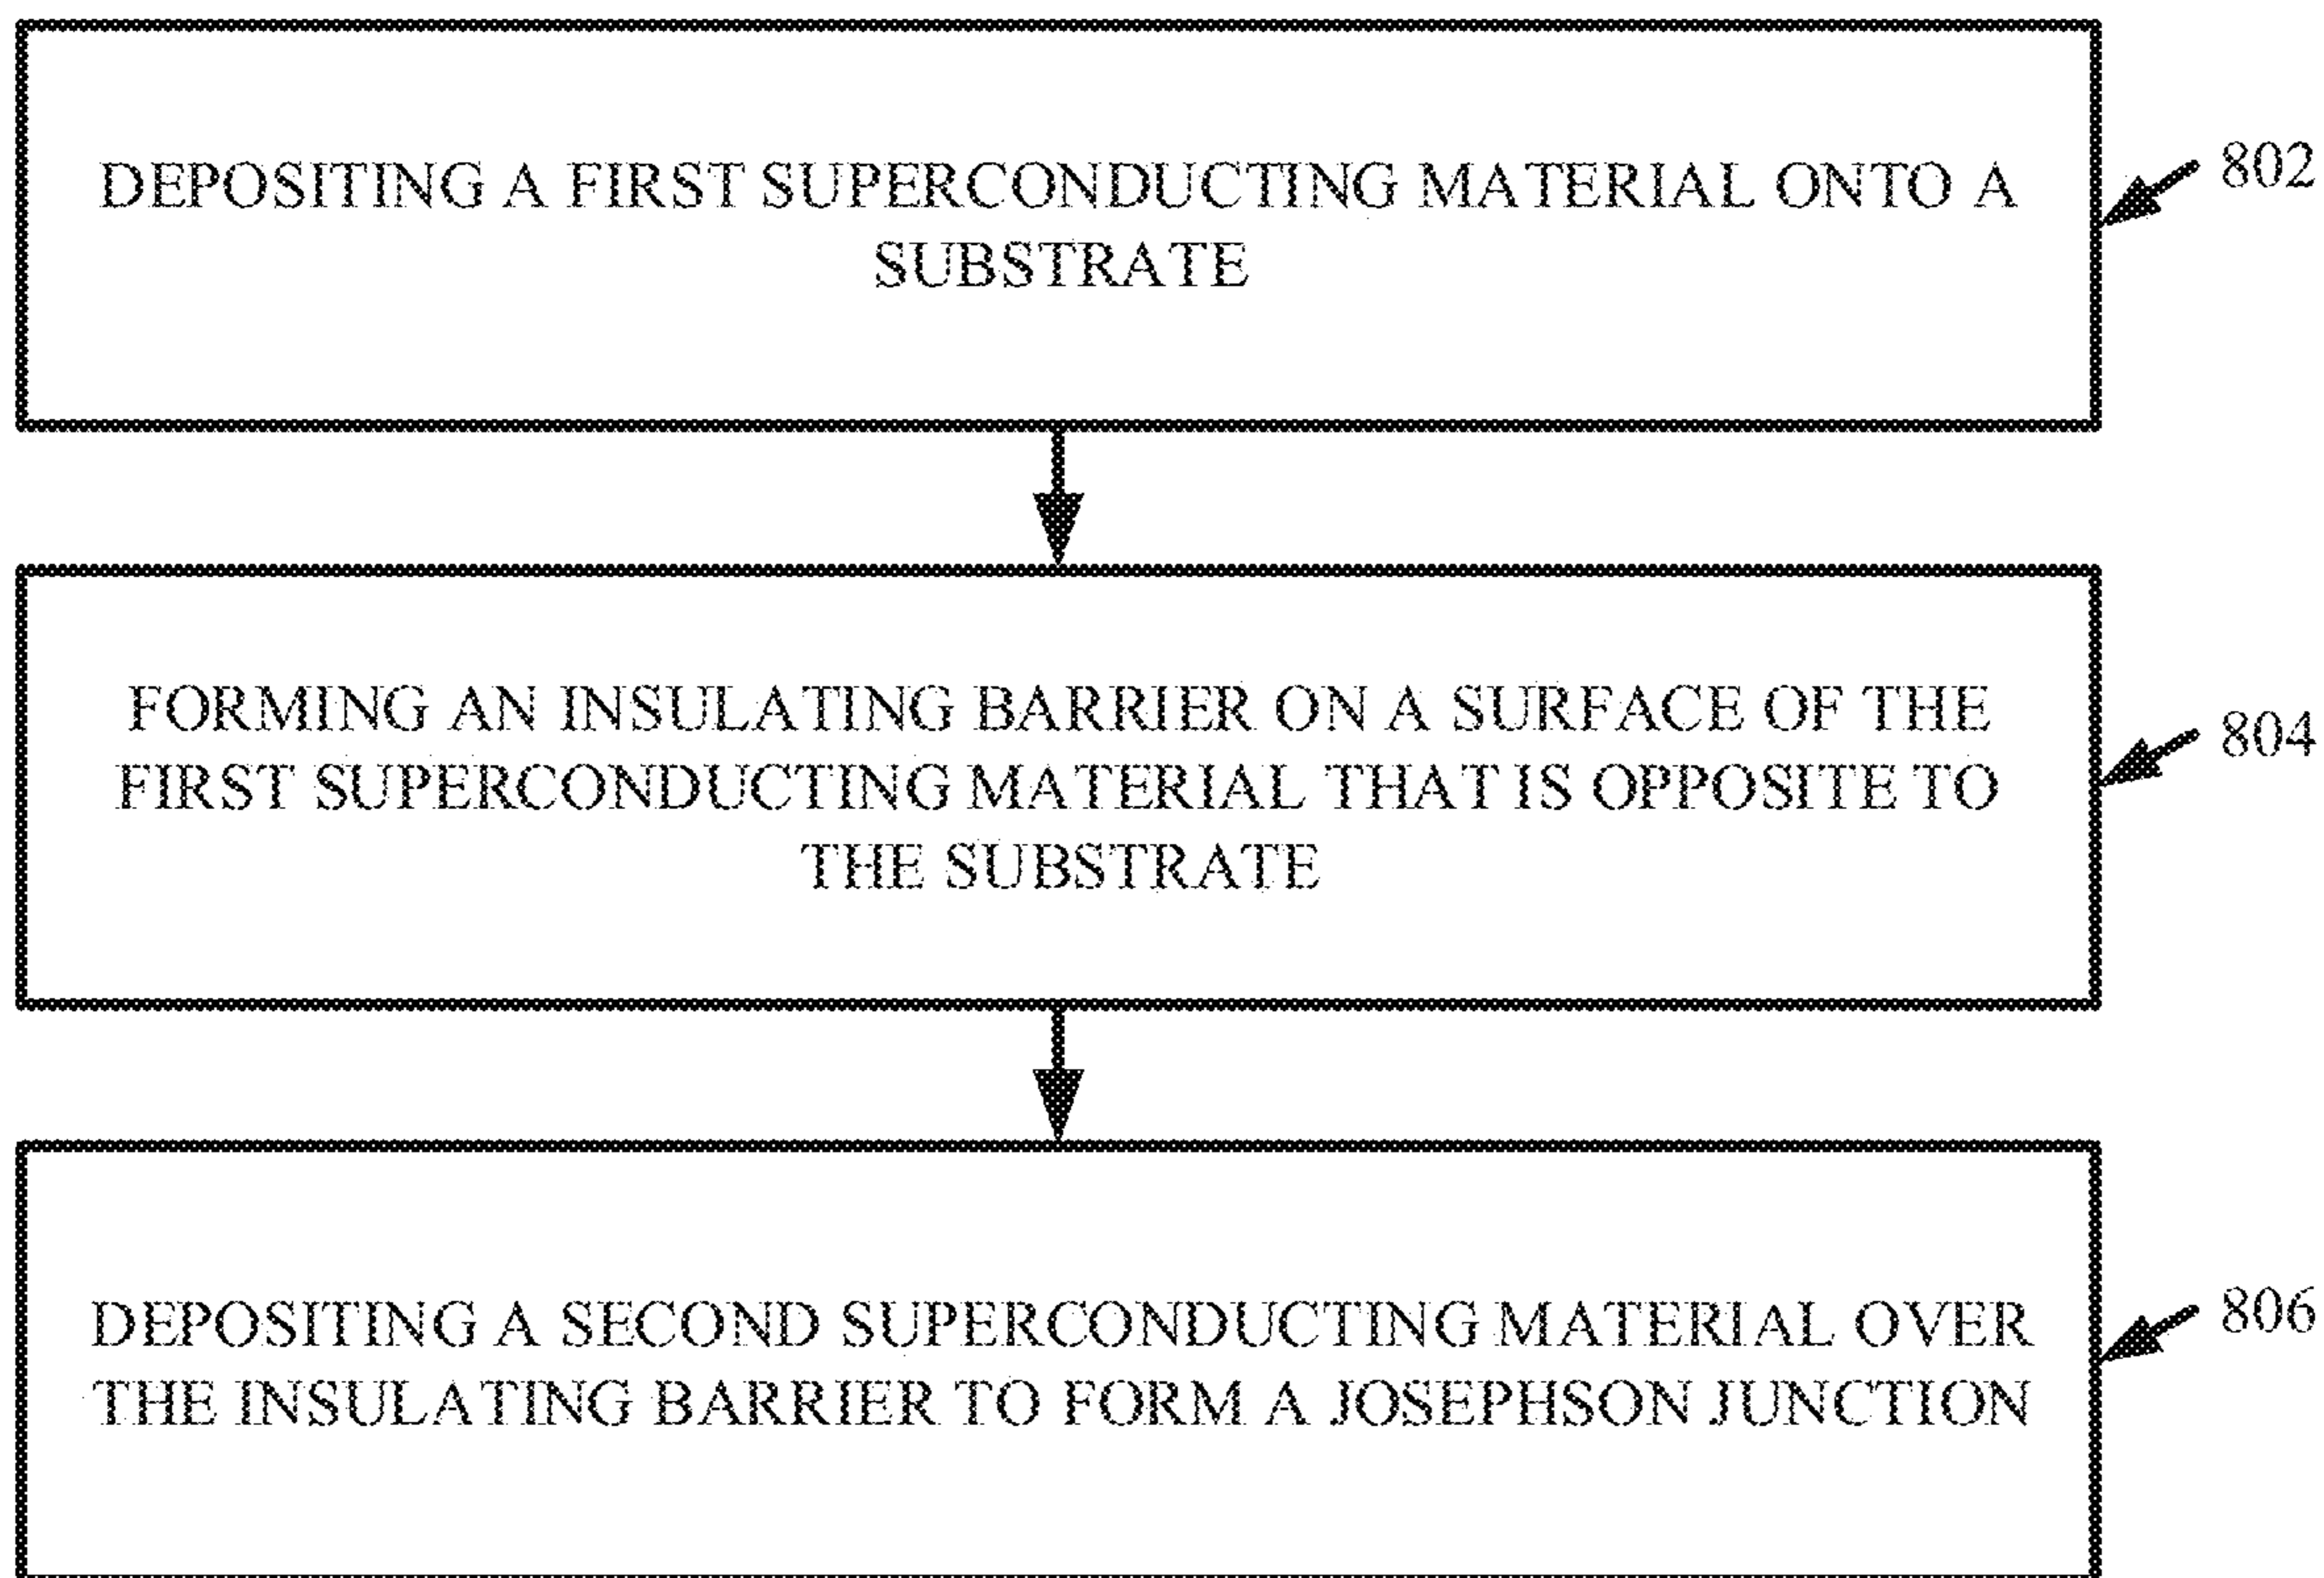 DEPOSITING A FIRST SUPERCONDUCTING MATERIAL ONTO A
SUBSTRATE
802
FORMING AN INSULATING BARRIER ON A SURFACE OF THE
FIRST SUPERCONDUCTING MATERIAL THAT IS OPPOSITE TO
THE SUBSTRATE
804
DEPOSITING A SECOND SUPERCONDUCTING MATERIAL OVER
THE INSULATING BARRIER TO FORM A JOSEPHSON JUNCTION
806